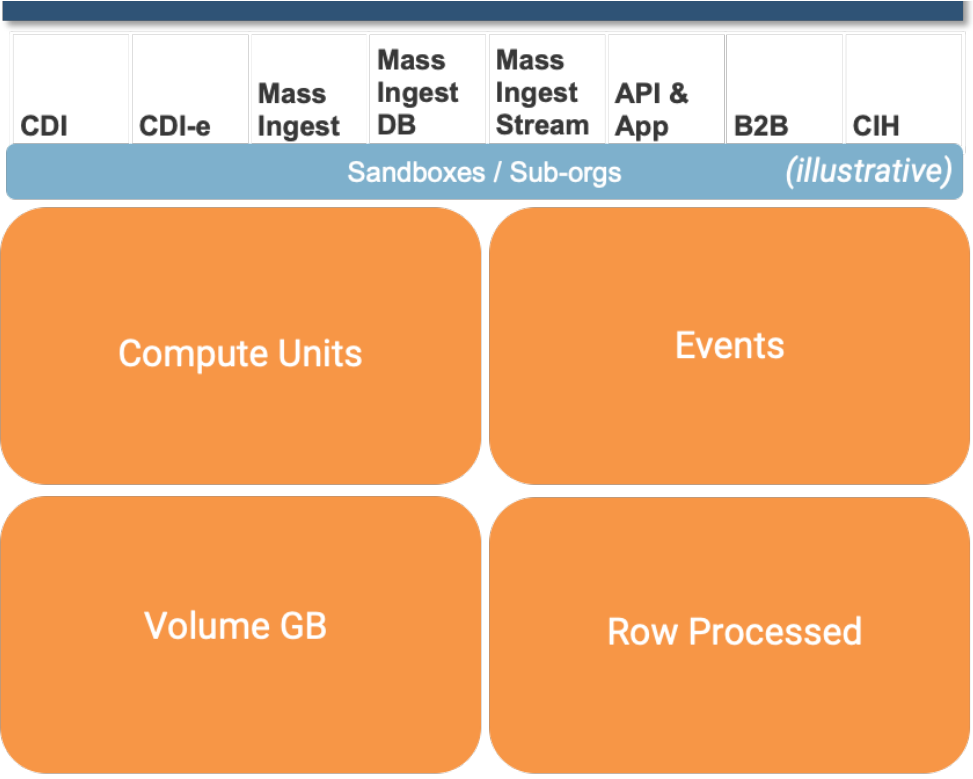 CDI
CDI-e
Mass
Ingest
Mass
Ingest
DB
Mass
Ingest
Stream
API &
App
B2B
CIH
Sandboxes / Sub-orgs
(illustrative)
Compute Units
Events
Volume GB
Row Processed